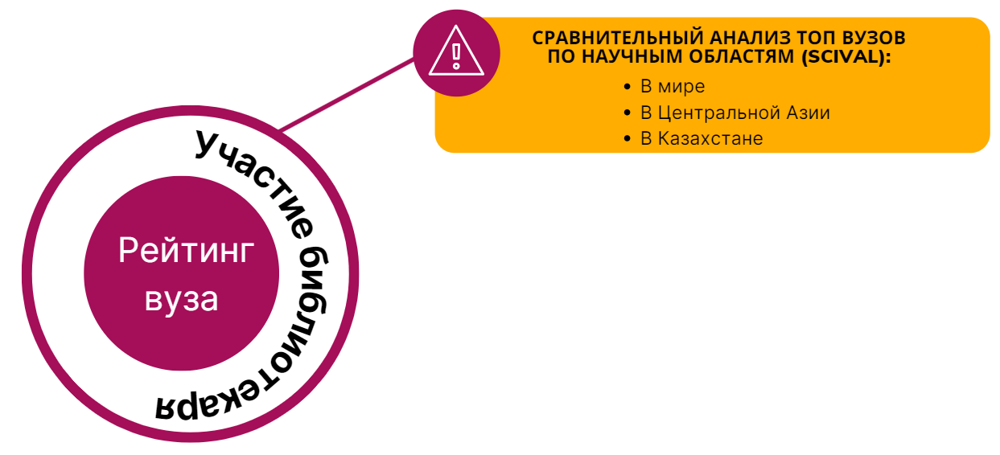 СРАВНИТЕЛЬНЫЙ АНАЛИЗ ТОП ВУЗОВ
ПО НАУЧНЫМ ОБЛАСТЯМ (SCIVAL):
• В мире
• В Центральной Азии
• В Казахстане
Участие библиотекаря
Рейтинг
вуза